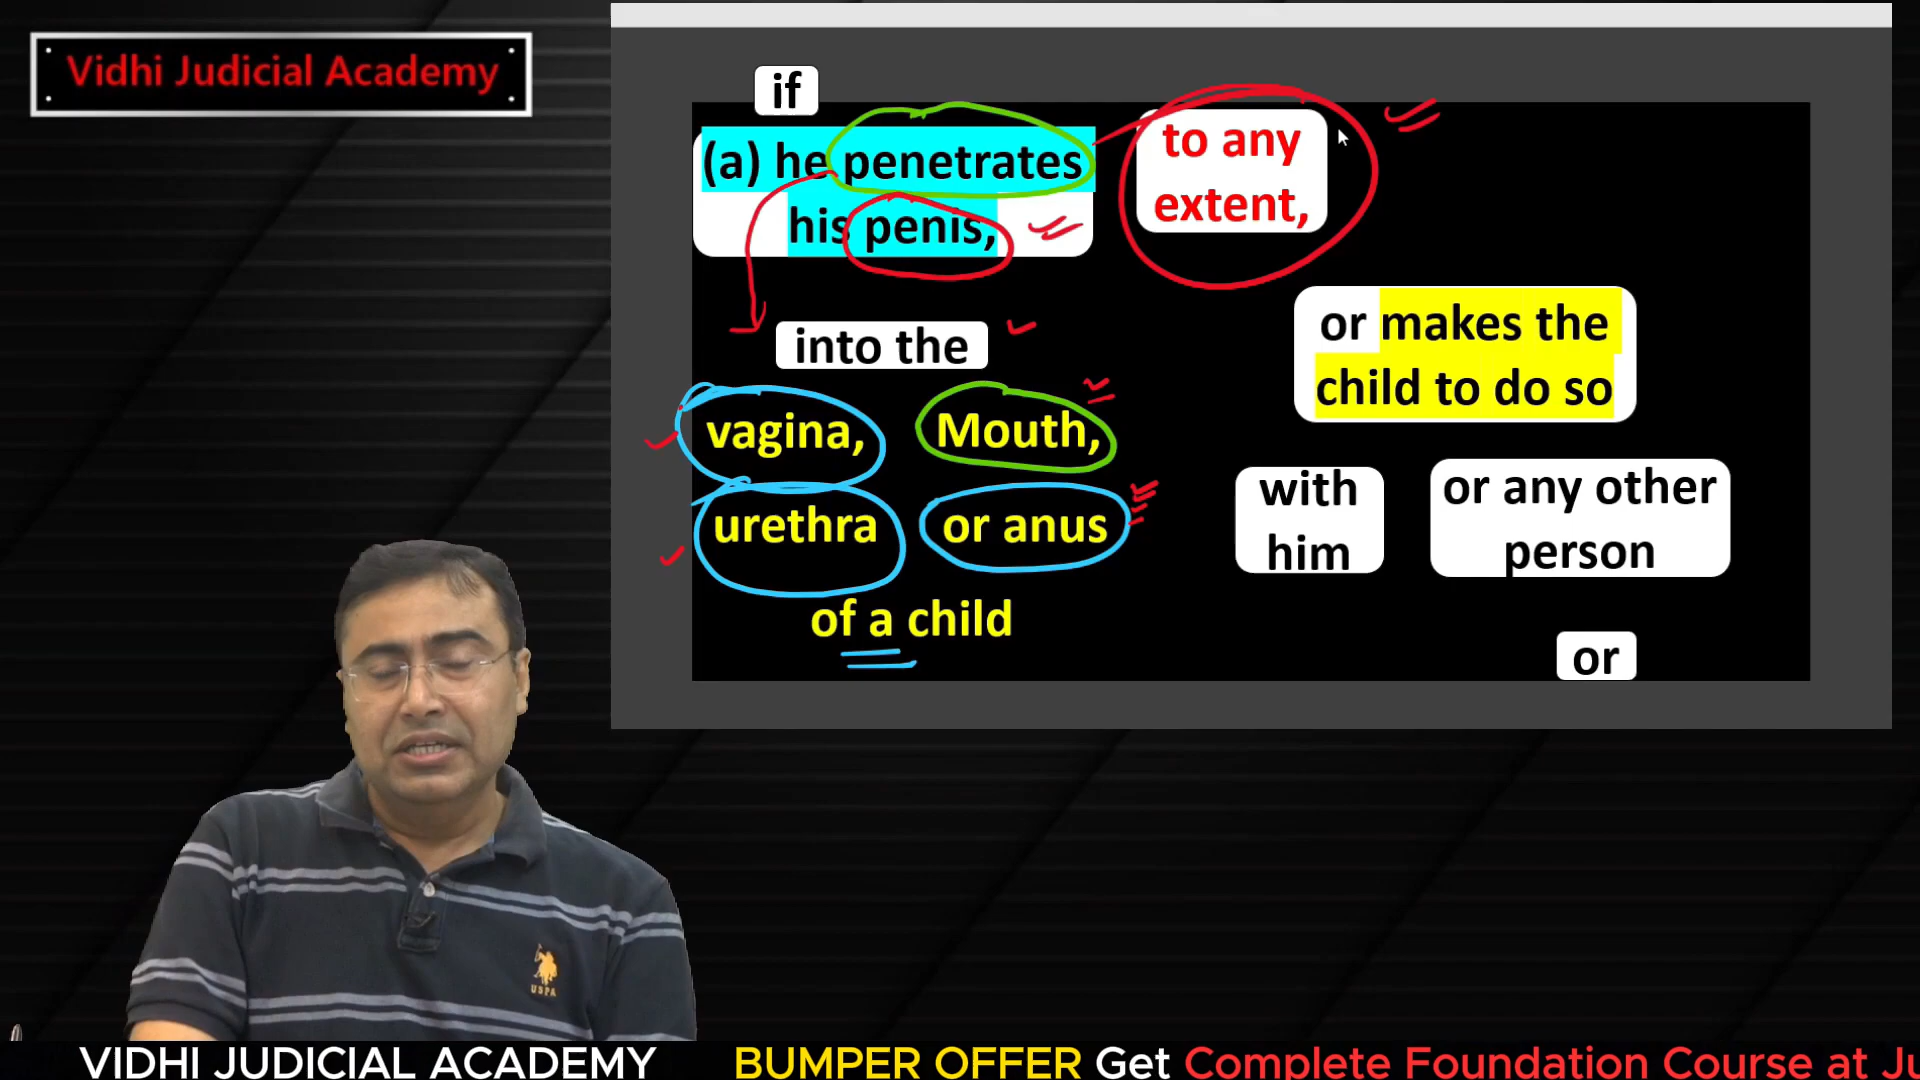 Vidhi Judicial Academy
if
(a) he penetrates
his penis,
to any
extent,
into the
vagina,
Mouth,
urethra
or anus
of a child
or makes the
child to do so
with
him
or any other
person
or
USPA
VIDHI JUDICIAL ACADEMY
BUMPER OFFER Get Complete Foundation Course at Ju